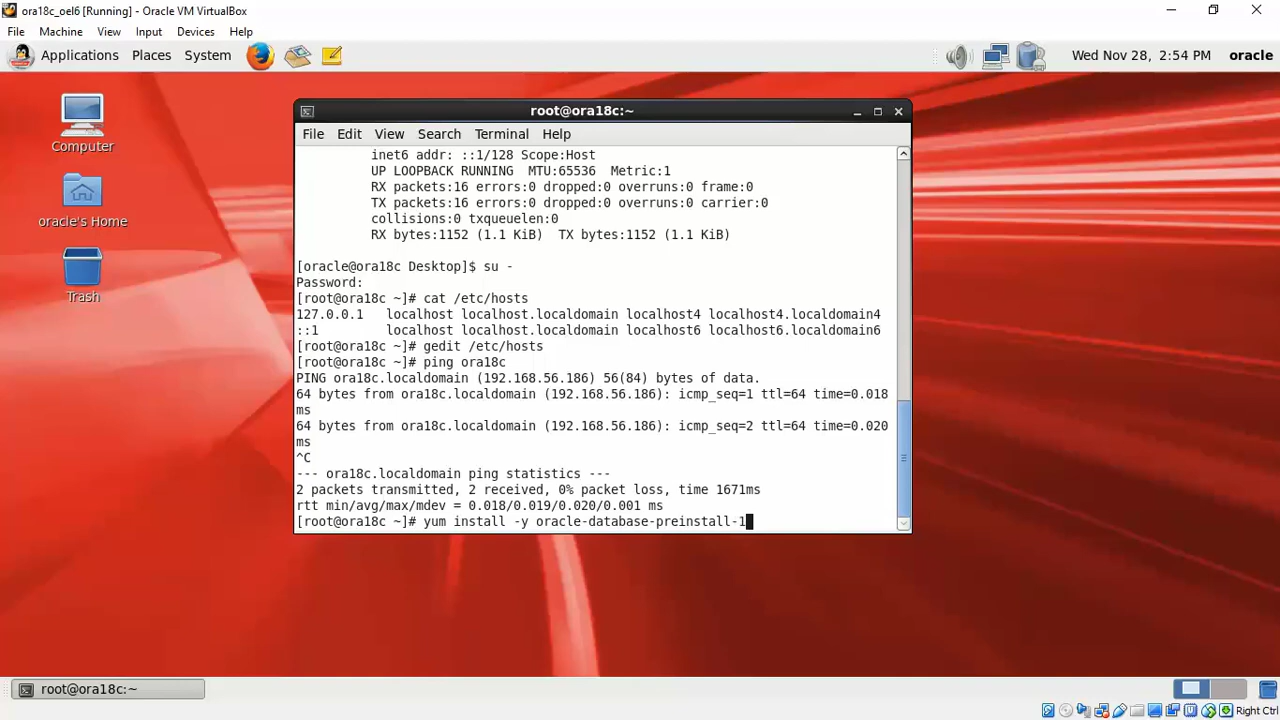 ora18c_oel6 [Running] - Oracle VM VirtualBox
File Machine View Input Devices Help
Applications Places System Wed Nov 28, 2:54 PM oracle
Computer
oracle's Home
Trash
root@ora18c:~
File Edit View Search Terminal Help
inet6 addr: ::1/128 Scope:Host
UP LOOPBACK RUNNING  MTU:65536  Metric:1
RX packets:16 errors:0 dropped:0 overruns:0 frame:0
TX packets:16 errors:0 dropped:0 overruns:0 carrier:0
collisions:0 txqueuelen:0
RX bytes:1152 (1.1 KiB)  TX bytes:1152 (1.1 KiB)
[oracle@ora18c Desktop]$ su -
Password:
[root@ora18c ~]# cat /etc/hosts
127.0.0.1   localhost localhost.localdomain localhost4 localhost4.localdomain4
::1         localhost localhost.localdomain localhost6 localhost6.localdomain6
[root@ora18c ~]# gedit /etc/hosts
[root@ora18c ~]# ping ora18c
PING ora18c.localdomain (192.168.56.186) 56(84) bytes of data.
64 bytes from ora18c.localdomain (192.168.56.186): icmp_seq=1 ttl=64 time=0.018
ms
64 bytes from ora18c.localdomain (192.168.56.186): icmp_seq=2 ttl=64 time=0.020
ms
^C
--- ora18c.localdomain ping statistics ---
2 packets transmitted, 2 received, 0% packet loss, time 1671ms
rtt min/avg/max/mdev = 0.018/0.019/0.020/0.001 ms
[root@ora18c ~]# yum install -y oracle-database-preinstall-1
root@ora18c:~
Right Ctrl